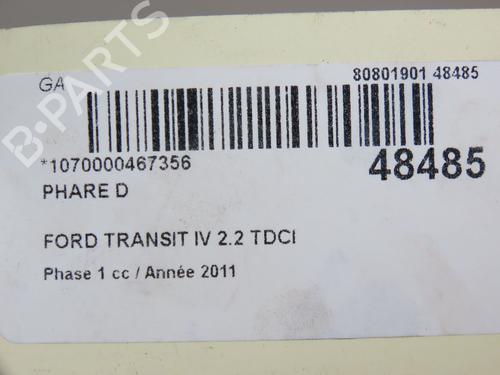 B-PARTS
GA 80801901 48485
*1070000467356 48485
PHARE D
FORD TRANSIT IV 2.2 TDCI
Phase 1 cc / Année 2011